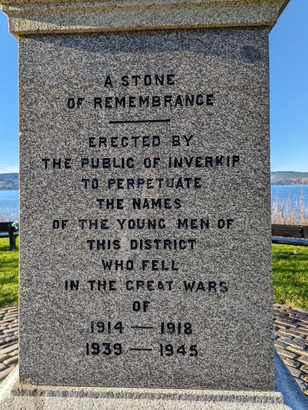 A STONE
OF REMEMBRANCE
ERECTED BY
THE PUBLIC OF INVERKIP
TO PERPETUATE
THE NAMES
OF THE YOUNG MEN OF
THIS DISTRICT
WHO FELL
IN THE GREAT WARS
OF
1914 — 1918
1939 — 1945